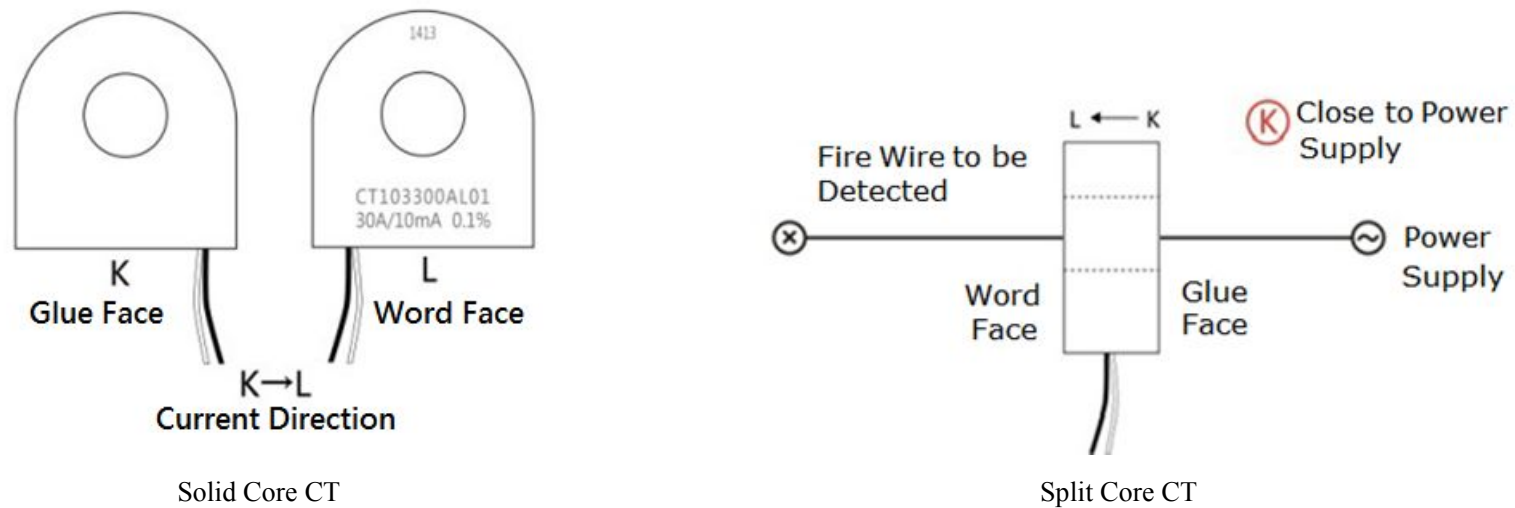 1413
CT103300AL01
30A/10mA 0.1%
K
L
Glue Face
Word Face
K→L
Current Direction
Solid Core CT
L ← K
K
Close to Power
Supply
Fire Wire to be
Detected
Power
Supply
Word
Face
Glue
Face
Split Core CT